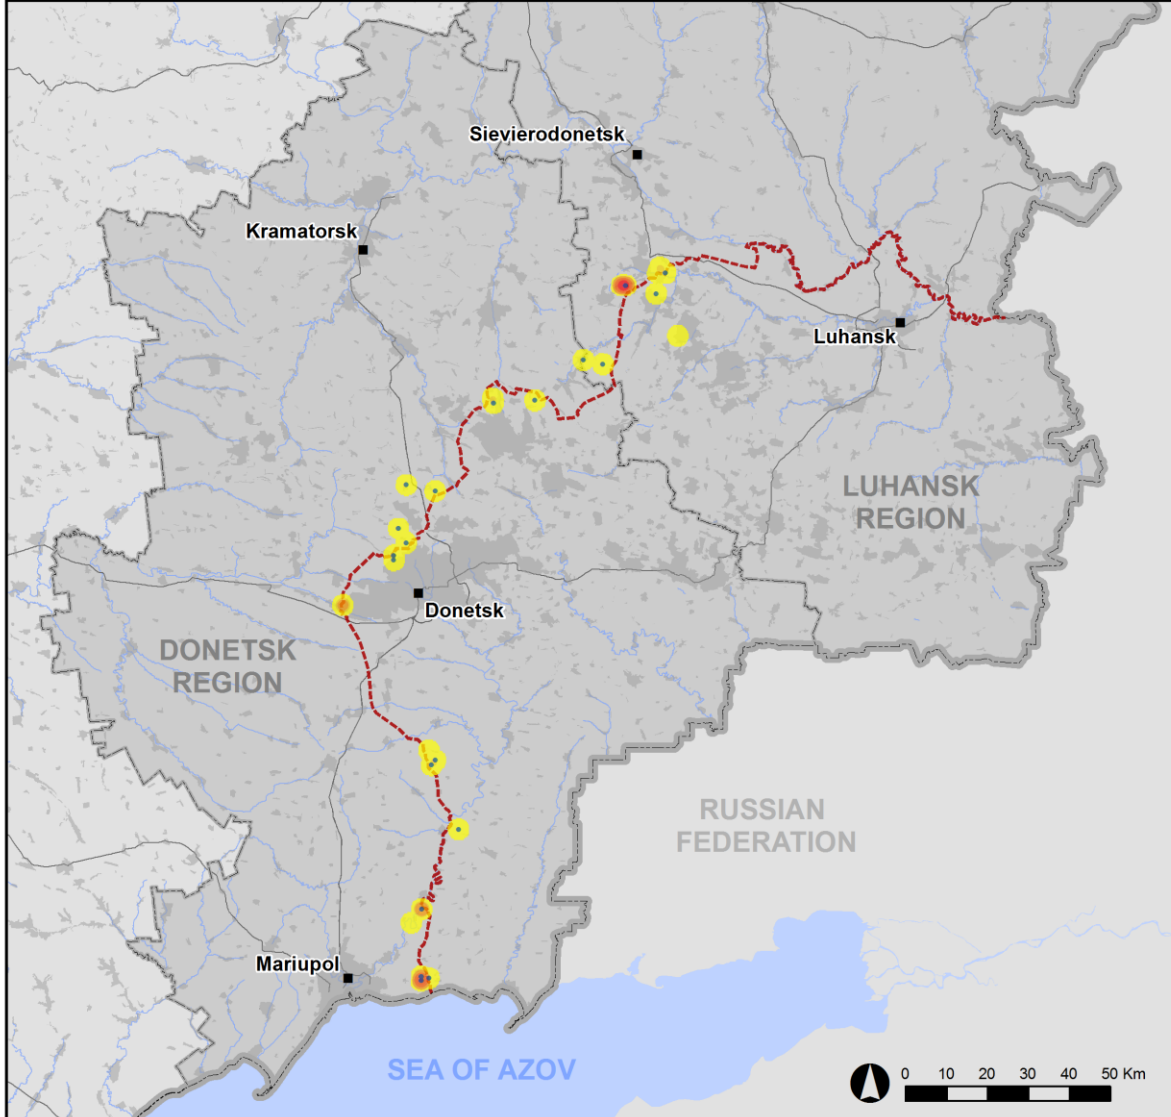 Sievierodonetsk
Kramatorsk
Luhansk
LUHANSK
REGION
Donetsk
DONETSK
REGION
RUSSIAN
FEDERATION
Mariupol
SEA OF AZOV
0 10 20 30 40 50 Km